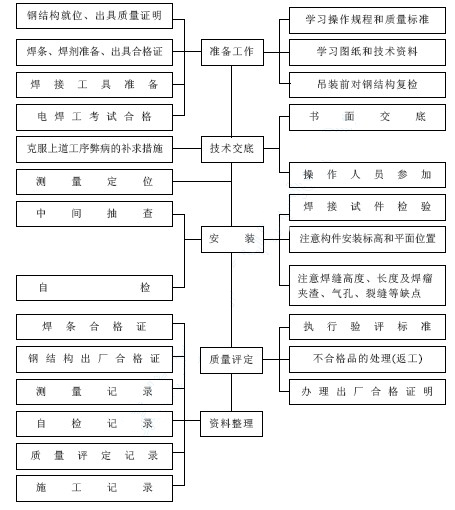 钢结构就位、出具质量证明
焊条、焊剂准备、出具合格证
焊接工具准备
电焊工考试合格
准备工作
学习操作规程和质量标准
学习图纸和技术资料
吊装前对钢结构复检
克服上道工序弊病的补求措施
测量定位
技术交底
书面交底
操作人员参加
中间抽查
自检
安装
焊接试件检验
注意构件安装标高和平面位置
注意焊缝高度、长度及焊瘤
夹渣、气孔、裂缝等缺点
质量评定
执行验评标准
不合格品的处理(返工)
办理出厂合格证明
焊条合格证
钢结构出厂合格证
测量记录
自检记录
质量评定记录
施工记录
资料整理